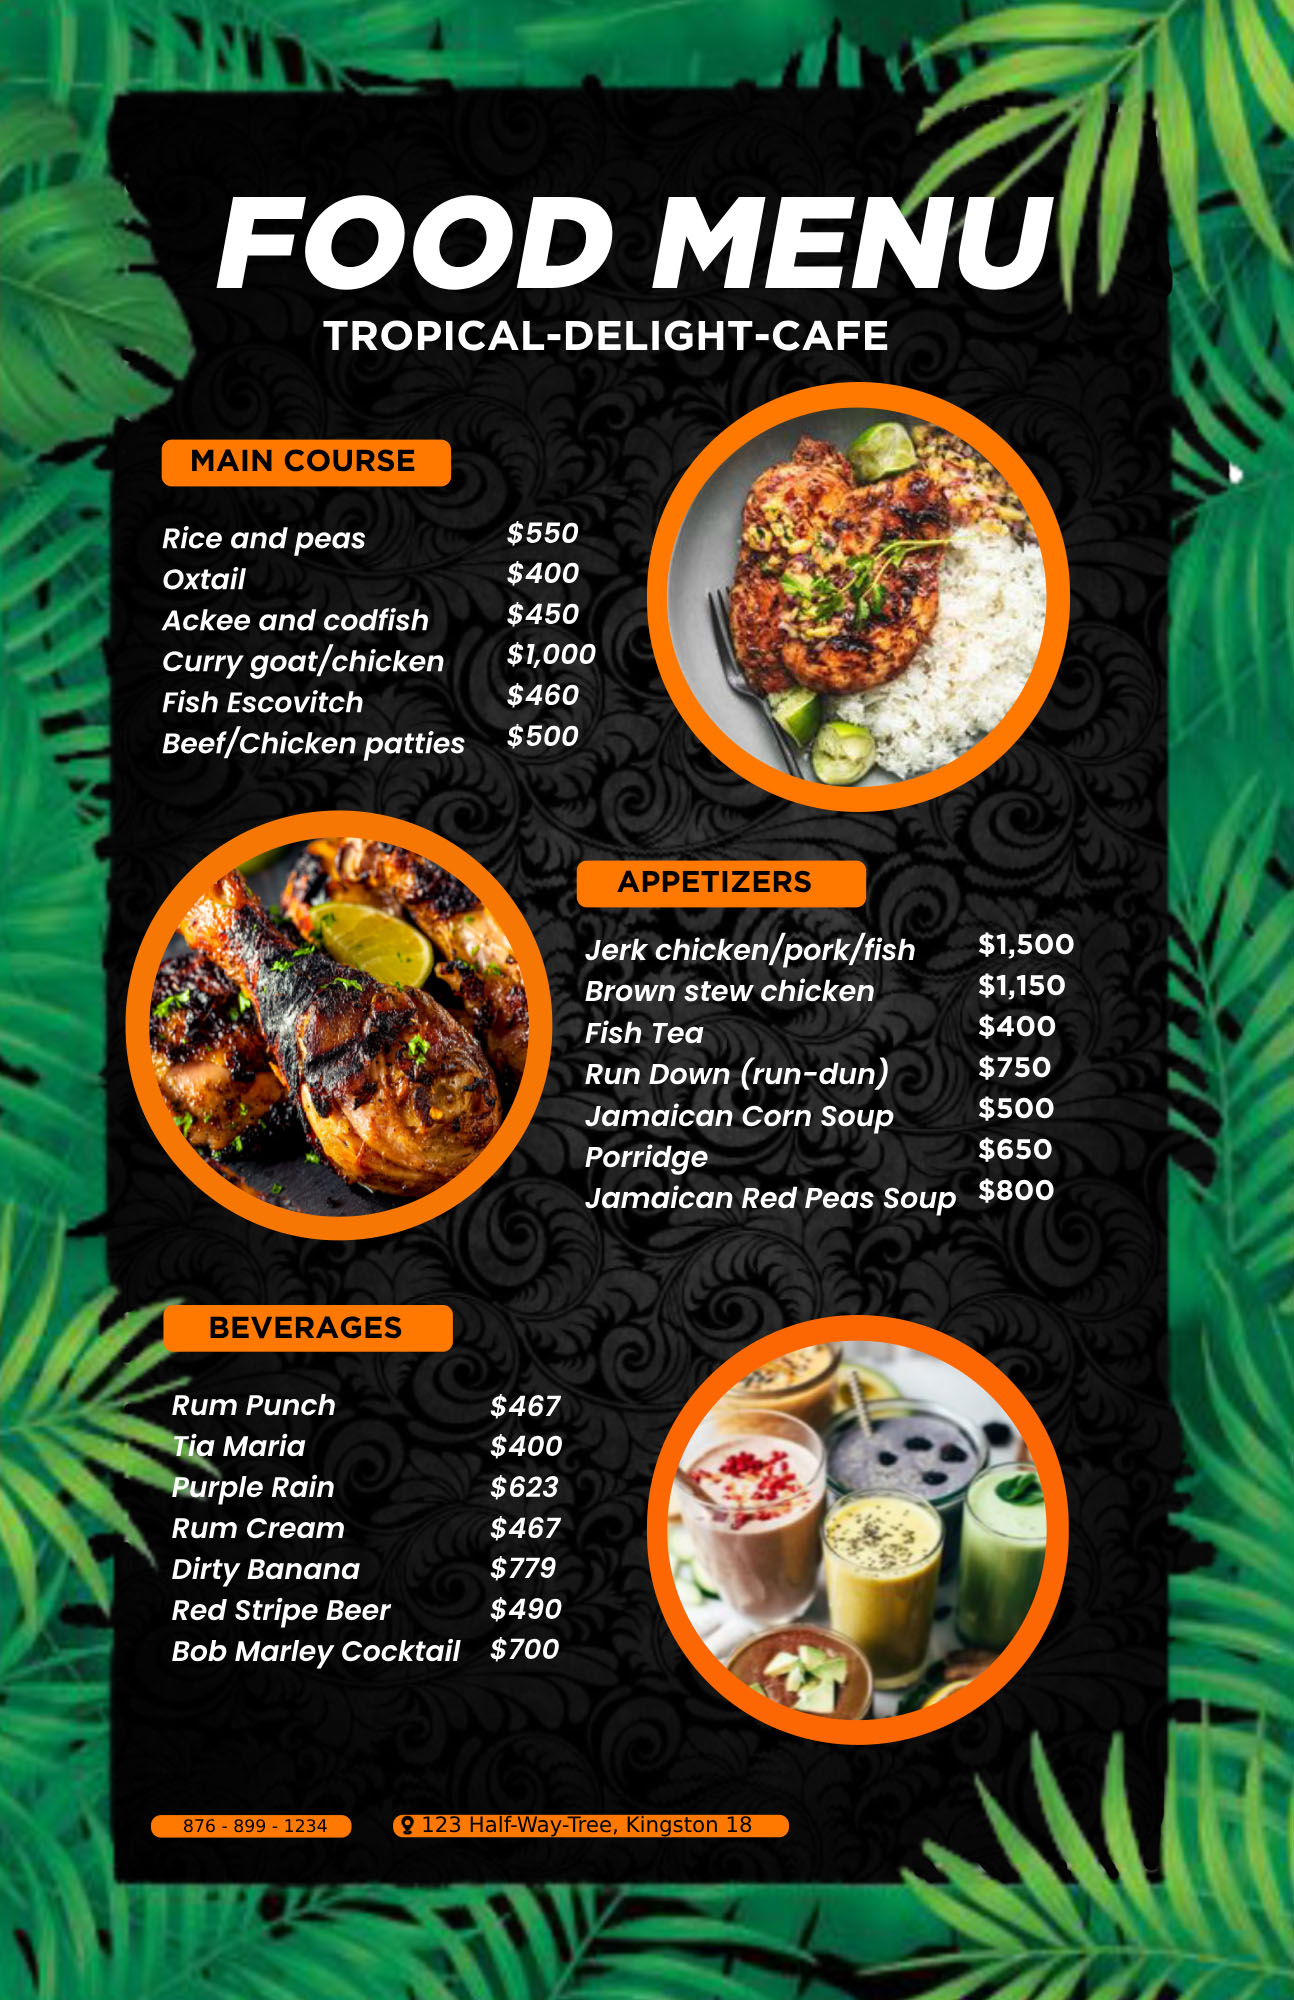 FOOD MENU
TROPICAL-DELIGHT-CAFE
MAIN COURSE
Rice and peas $550
Oxtail $400
Ackee and codfish $450
Curry goat/chicken $1,000
Fish Escovitch $460
Beef/Chicken patties $500
APPETIZERS
Jerk chicken/pork/fish $1,500
Brown stew chicken $1,150
Fish Tea $400
Run Down (run-dun) $750
Jamaican Corn Soup $500
Porridge $650
Jamaican Red Peas Soup $800
BEVERAGES
Rum Punch $467
Tia Maria $400
Purple Rain $623
Rum Cream $467
Dirty Banana $779
Red Stripe Beer $490
Bob Marley Cocktail $700
876 - 899 - 1234 123 Half-Way-Tree, Kingston 18